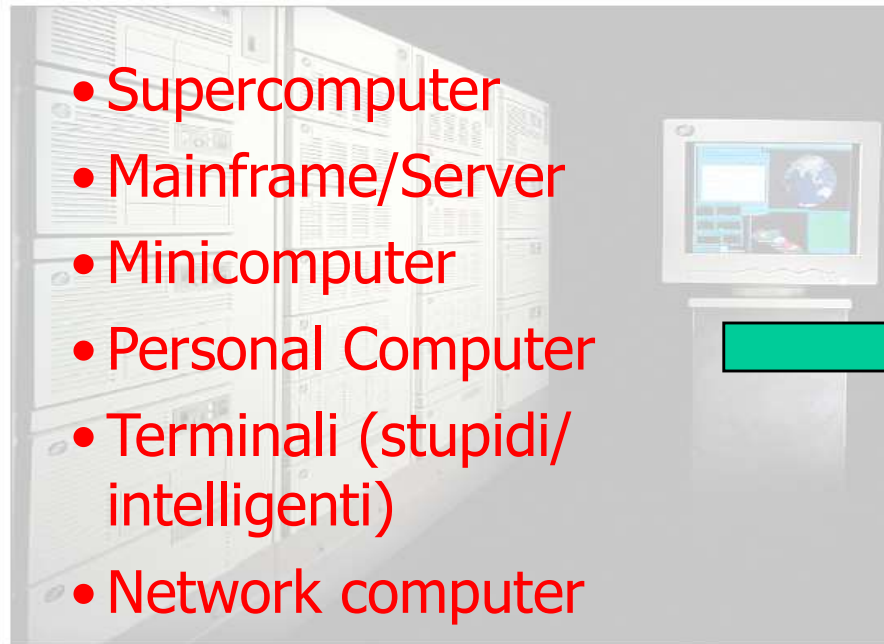 • Supercomputer
• Mainframe/Server
• Minicomputer
• Personal Computer
• Terminali (stupidi/
intelligenti)
• Network computer